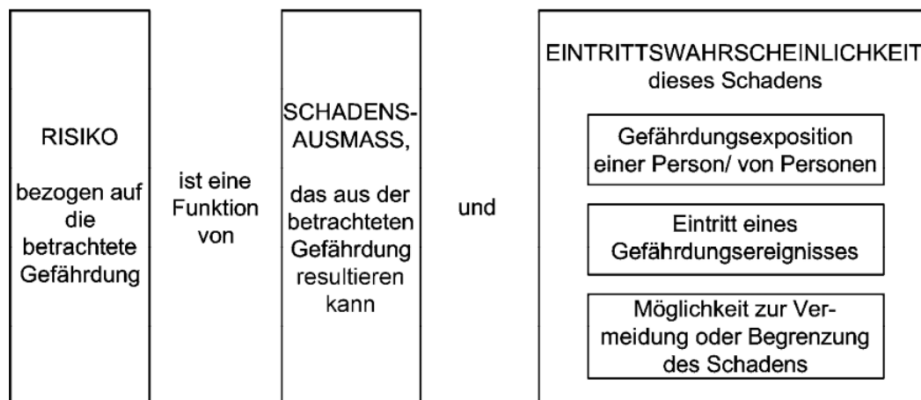 RISIKO
bezogen auf
die
betrachtete
Gefährdung
ist eine
Funktion
von
SCHADENS-
AUSMASS,
das aus der
betrachteten
Gefährdung
resultieren
kann
und
EINTRITTSWAHRSCHEINLICHKEIT
dieses Schadens
Gefährdungsexposition
einer Person/ von Personen
Eintritt eines
Gefährdungsereignisses
Möglichkeit zur Ver-
meidung oder Begrenzung
des Schadens